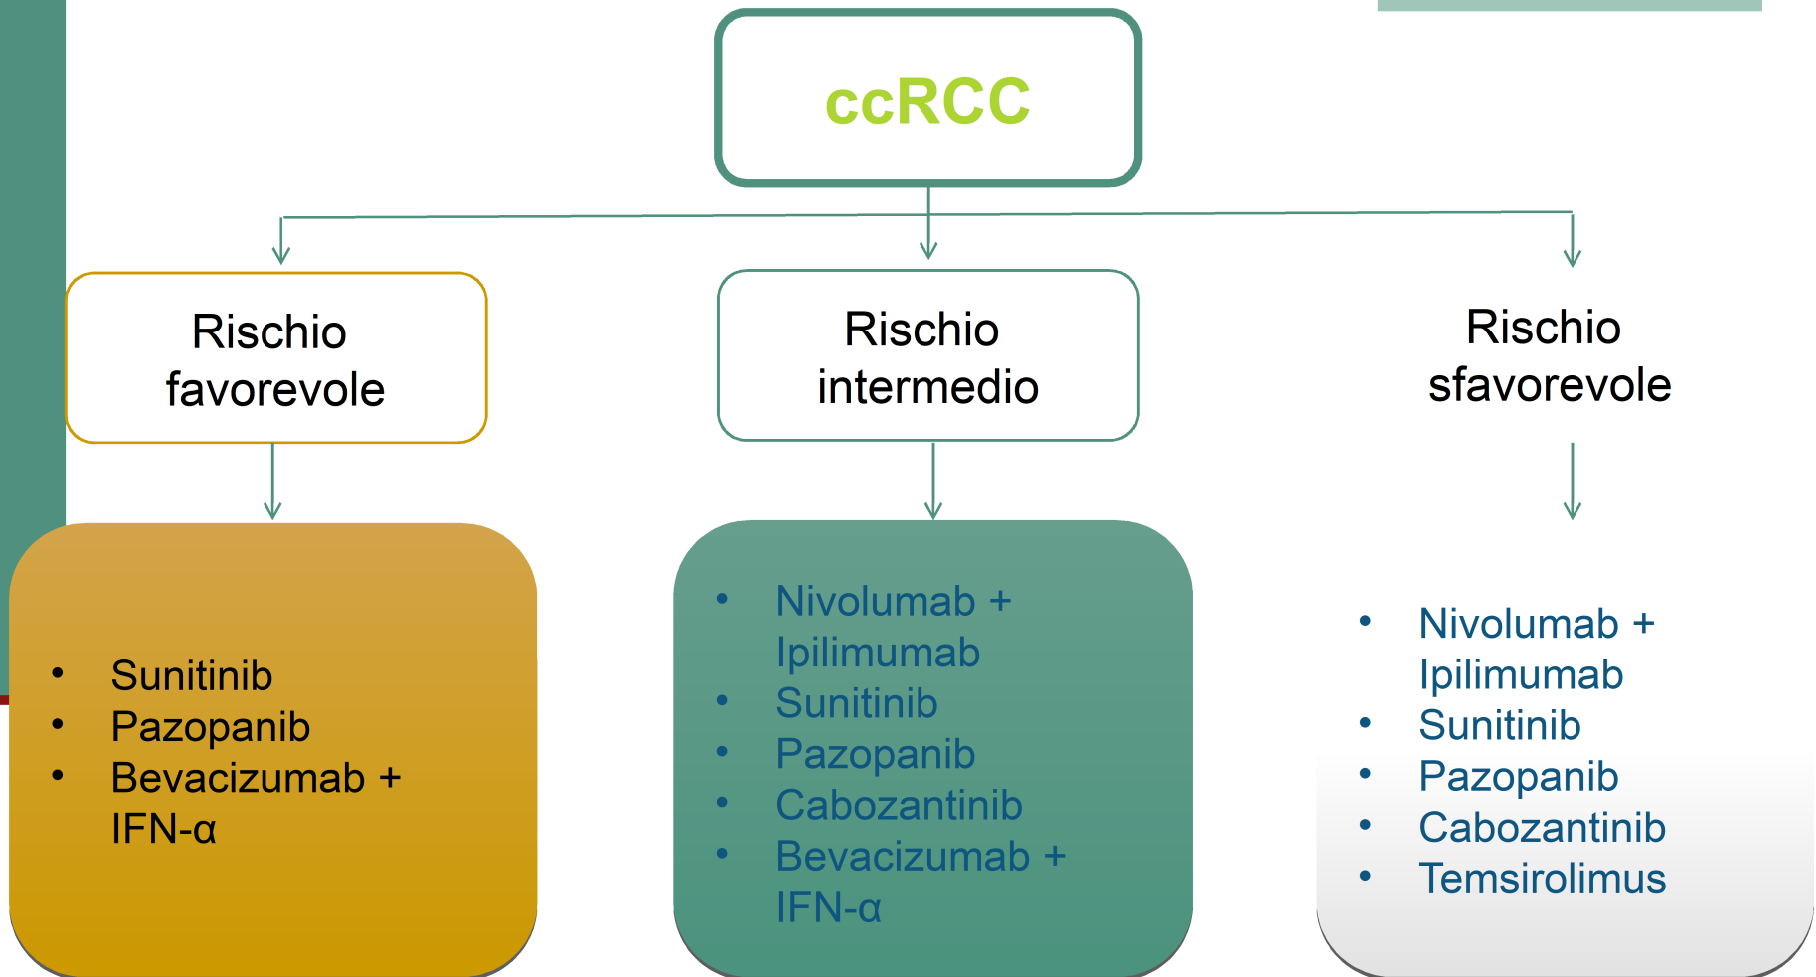 ccRCC
Rischio
favorevole
Rischio
intermedio
Rischio
sfavorevole
• Sunitinib
• Pazopanib
• Bevacizumab +
IFN-α
• Nivolumab +
Ipilimumab
• Sunitinib
• Pazopanib
• Cabozantinib
• Bevacizumab +
IFN-α
• Nivolumab +
Ipilimumab
• Sunitinib
• Pazopanib
• Cabozantinib
• Temsirolimus